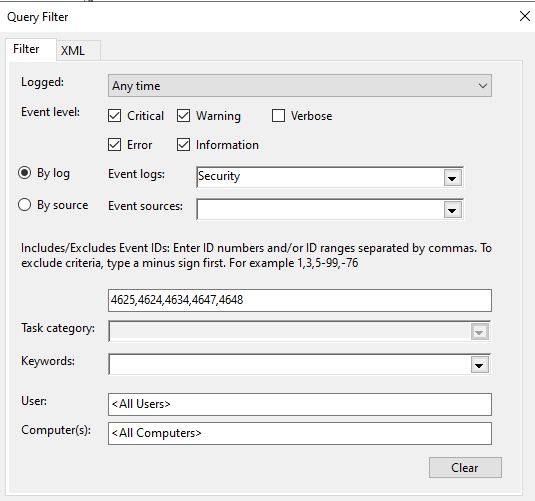 Query Filter
Filter XML
Logged: Any time
Event level: Critical Warning Verbose
Error Information
By log Event logs: Security
By source Event sources:
Includes/Excludes Event IDs: Enter ID numbers and/or ID ranges separated by commas. To
exclude criteria, type a minus sign first. For example 1,3,5-99,-76
4625,4624,4634,4647,4648
Task category:
Keywords:
User: <All Users>
Computer(s): <All Computers>
Clear